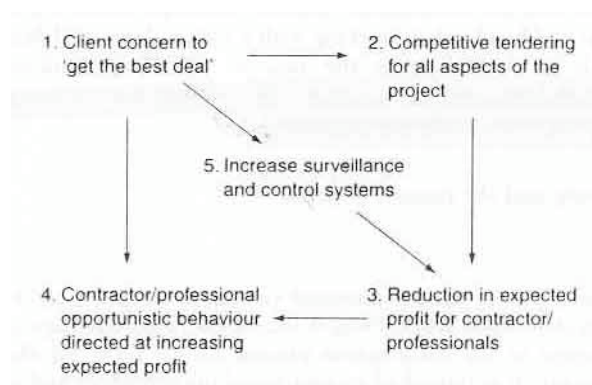 1. Client concern to
‘get the best deal’
2. Competitive tendering
for all aspects of the
project
5. Increase surveillance
and control systems
4. Contractor/professional
opportunistic behaviour
directed at increasing
expected profit
3. Reduction in expected
profit for contractor/
professionals